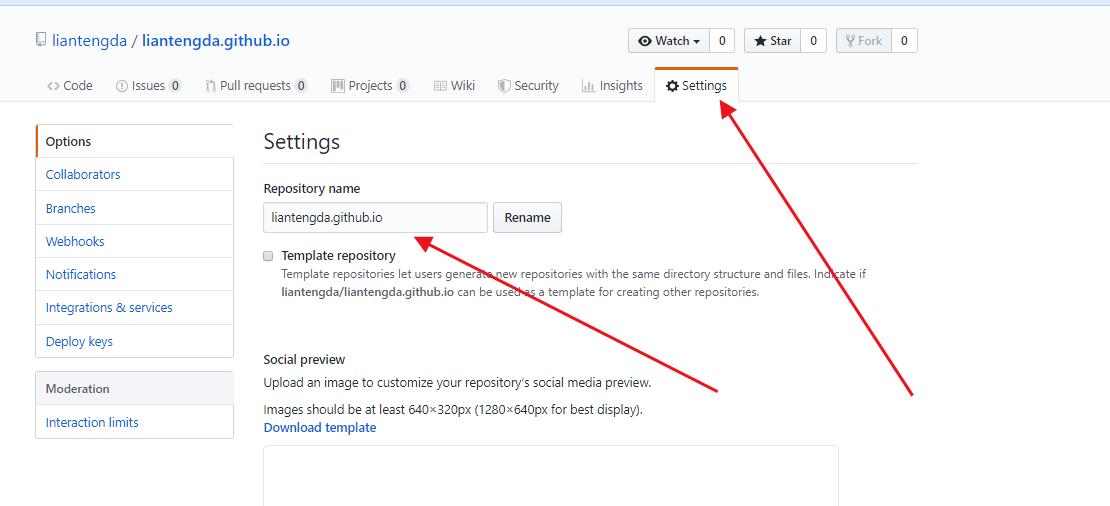 liantengda / liantengda.github.io
Watch 0 Star 0 Fork 0
Code Issues 0 Pull requests 0 Projects 0 Wiki Security Insights Settings
Options
Collaborators
Branches
Webhooks
Notifications
Integrations & services
Deploy keys
Moderation
Interaction limits
Settings
Repository name
liantengda.github.io Rename
Template repository
Template repositories let users generate new repositories with the same directory structure and files. Indicate if
liantengda/liantengda.github.io can be used as a template for creating other repositories.
Social preview
Upload an image to customize your repository's social media preview.
Images should be at least 640×320px (1280×640px for best display).
Download template